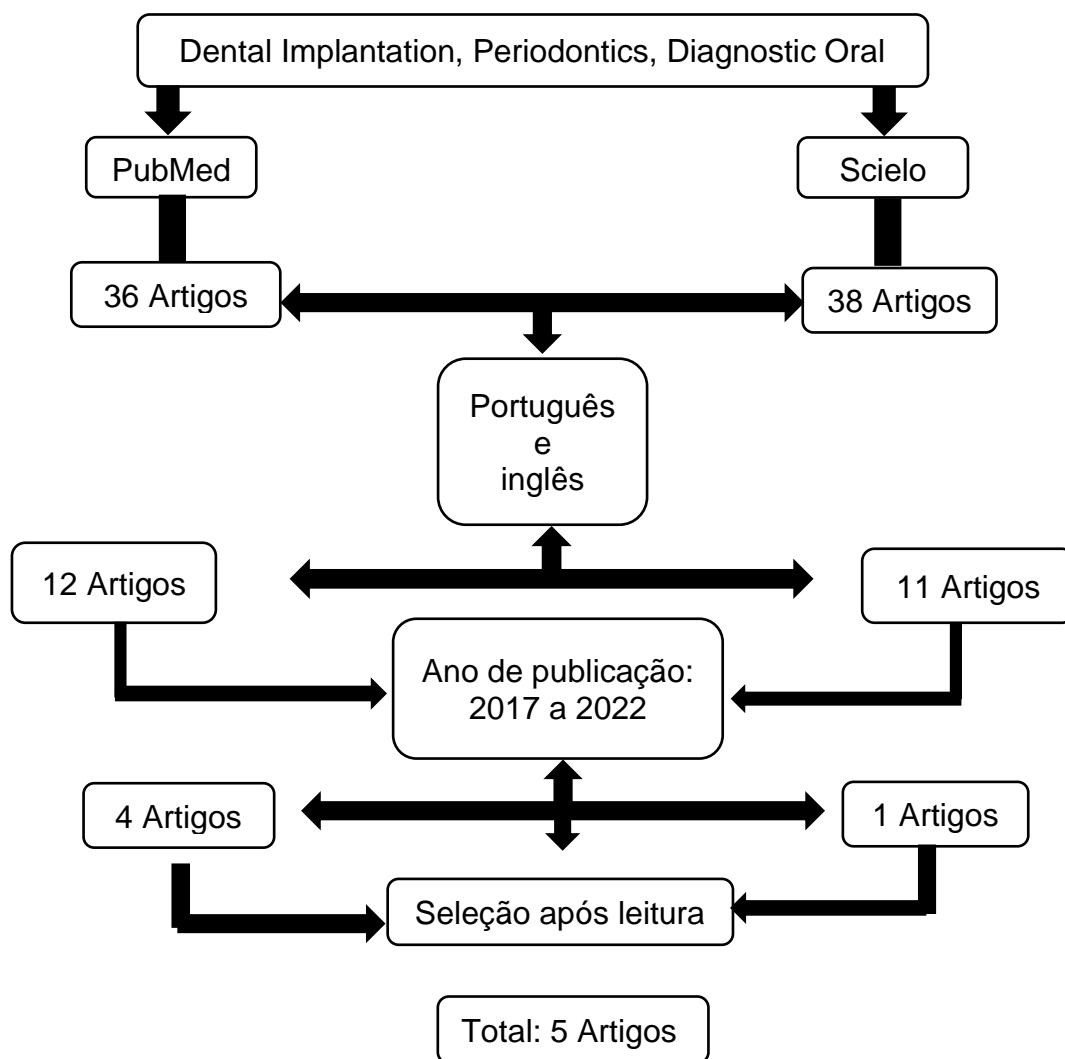 Dental Implantation, Periodontics, Diagnostic Oral
PubMed
Scielo
36 Artigos
38 Artigos
Português
e
inglês
12 Artigos
11 Artigos
Ano de publicação:
2017 a 2022
4 Artigos
1 Artigos
Seleção após leitura
Total: 5 Artigos